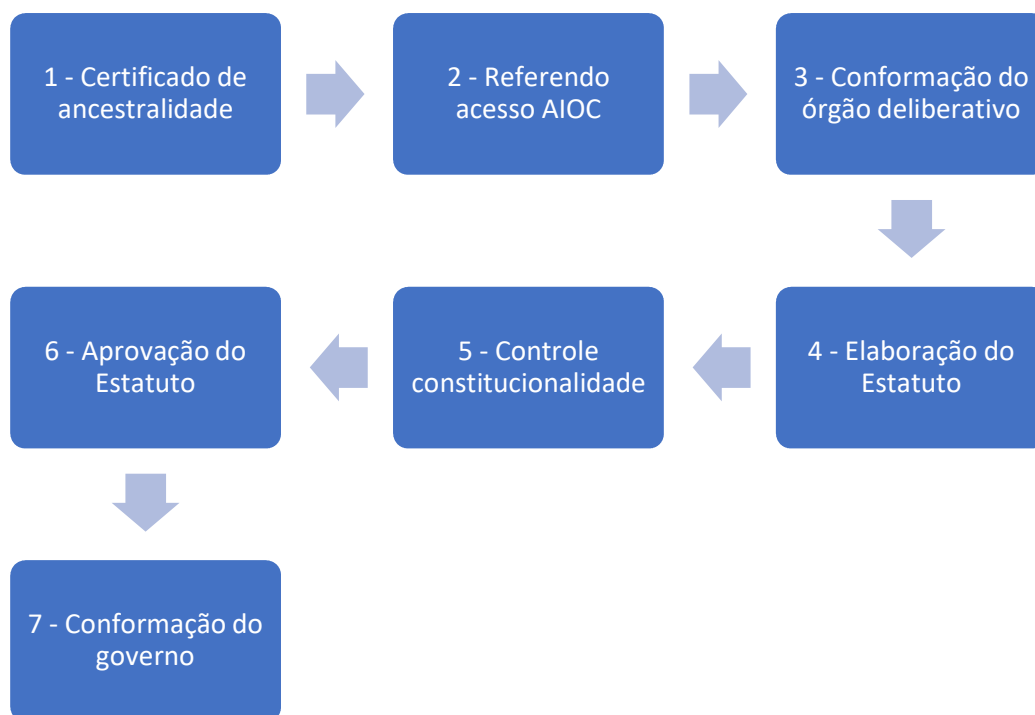 1 - Certificado de
ancestralidade
2 - Referendo
acesso AIOC
3 - Conformação do
órgão deliberativo
4 - Elaboração do
Estatuto
5 - Controle
constitucionalidade
6 - Aprovação do
Estatuto
7 - Conformação do
governo